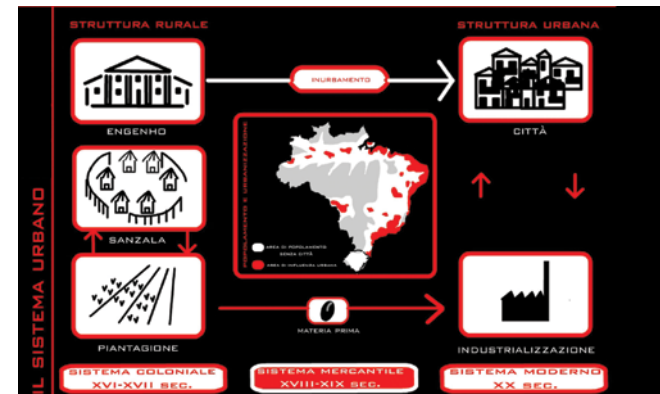 IL SISTEMA URBANO
STRUTTURA RURALE
STRUTTURA URBANA
INURBAMENTO
ENGENHO
CITTÀ
POPOLAMENTO E URBANIZZAZIONE
SANZALA
AREA DI POPOLAMENTO
SENZA CITTÀ
AREA DI INFLUENZA URBANA
MATERIA PRIMA
PIANTAGIONE
INDUSTRIALIZZAZIONE
SISTEMA COLONIALE
XVI-XVII SEC.
SISTEMA MERCANTILE
XVIII-XIX SEC.
SISTEMA MODERNO
XX SEC.